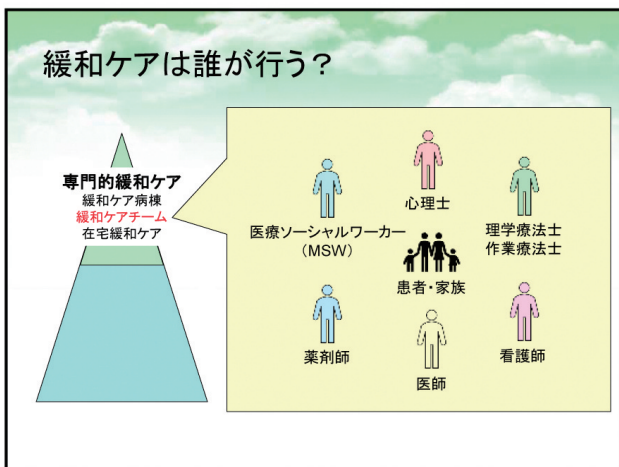 緩和ケアは誰が行う？
専門的緩和ケア
緩和ケア病棟
緩和ケアチーム
在宅緩和ケア
心理士
医療ソーシャルワーカー
（MSW）
理学療法士
作業療法士
患者・家族
薬剤師
医師
看護師